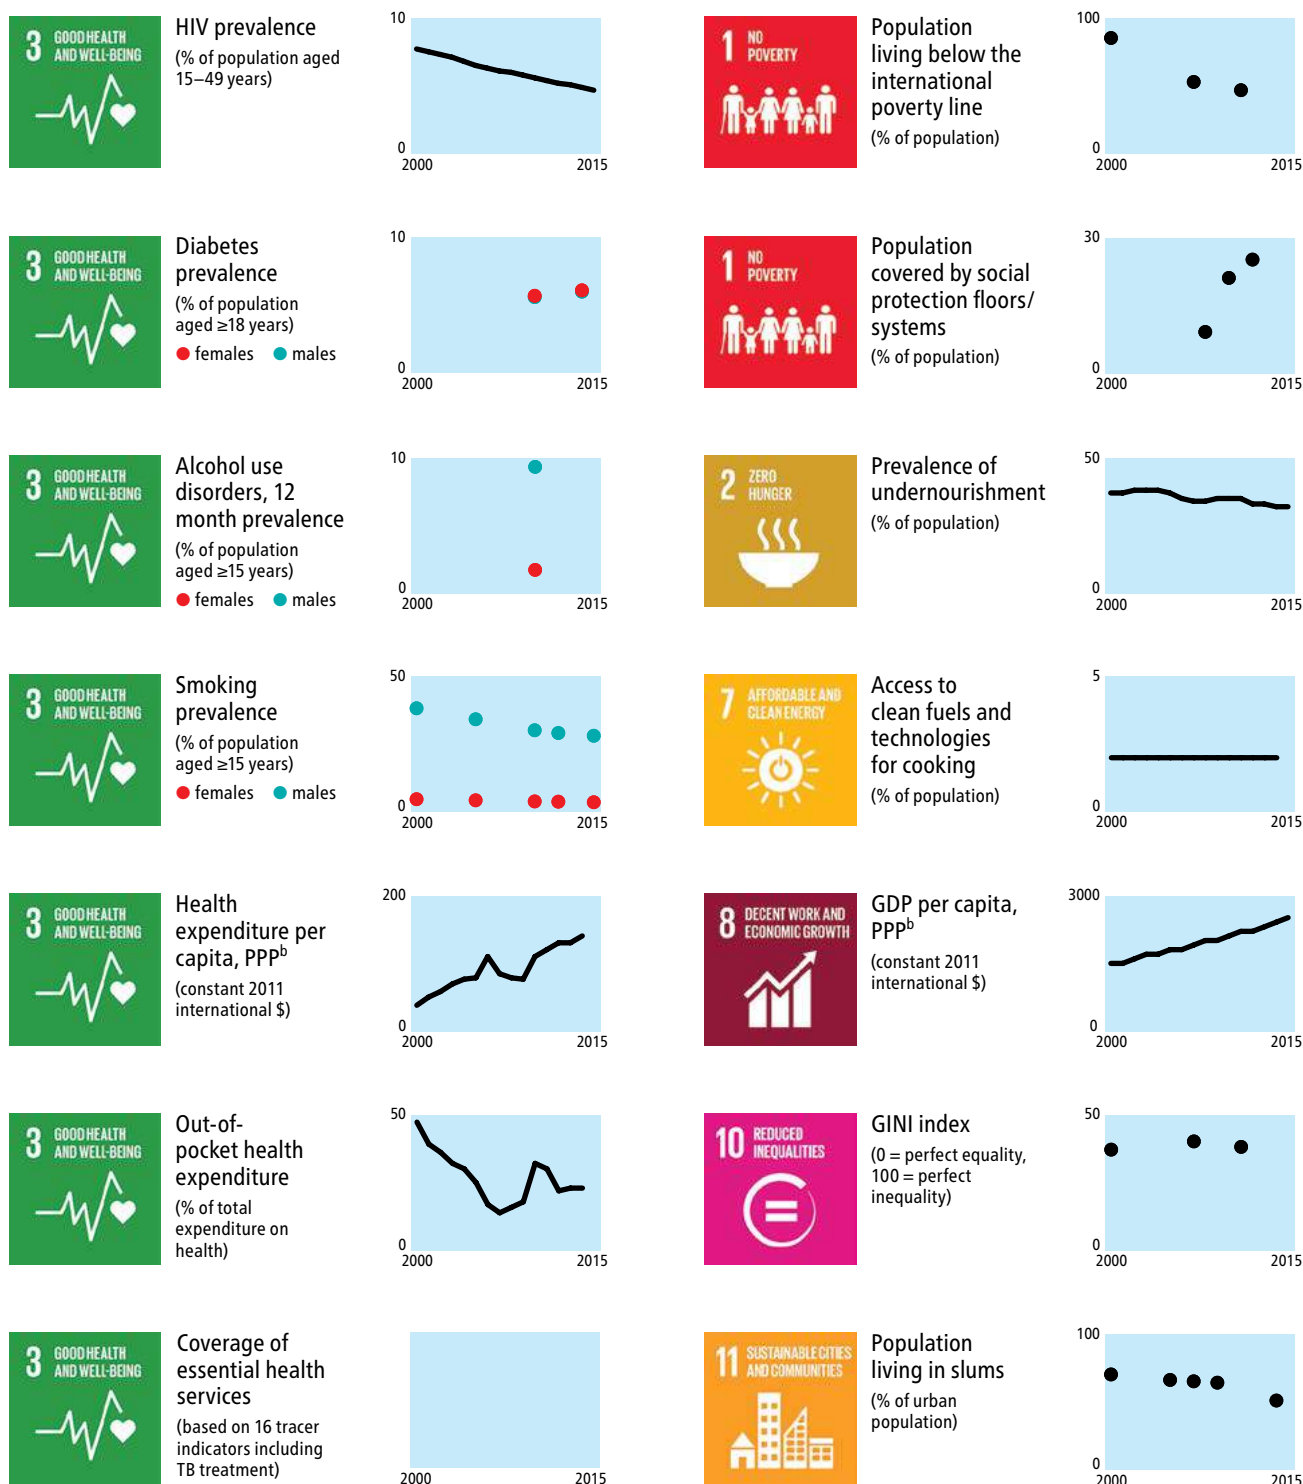 3 GOOD HEALTH
AND WELL-BEING
HIV prevalence
(% of population aged
15–49 years)
10
0
2000 2015
3 GOOD HEALTH
AND WELL-BEING
Diabetes
prevalence
(% of population
aged ≥18 years)
females males
10
0
2000 2015
3 GOOD HEALTH
AND WELL-BEING
Alcohol use
disorders, 12
month prevalence
(% of population
aged ≥15 years)
females males
10
0
2000 2015
3 GOOD HEALTH
AND WELL-BEING
Smoking
prevalence
(% of population
aged ≥15 years)
females males
50
0
2000 2015
3 GOOD HEALTH
AND WELL-BEING
Health
expenditure per
capita, PPPb
(constant 2011
international $)
200
0
2000 2015
3 GOOD HEALTH
AND WELL-BEING
Out-of-
pocket health
expenditure
(% of total
expenditure on
health)
50
0
2000 2015
3 GOOD HEALTH
AND WELL-BEING
Coverage of
essential health
services
(based on 16 tracer
indicators including
TB treatment)
2000 2015
1 NO
POVERTY
Population
living below the
international
poverty line
(% of population)
100
0
2000 2015
1 NO
POVERTY
Population
covered by social
protection floors/
systems
(% of population)
30
0
2000 2015
2 ZERO
HUNGER
Prevalence of
undernourishment
(% of population)
50
0
2000 2015
7 AFFORDABLE AND
CLEAN ENERGY
Access to
clean fuels and
technologies
for cooking
(% of population)
5
0
2000 2015
8 DECENT WORK AND
ECONOMIC GROWTH
GDP per capita,
PPPb
(constant 2011
international $)
3000
0
2000 2015
10 REDUCED
INEQUALITIES
GINI index
(0 = perfect equality,
100 = perfect
inequality)
50
0
2000 2015
11 SUSTAINABLE CITIES
AND COMMUNITIES
Population
living in slums
(% of urban
population)
100
0
2000 2015